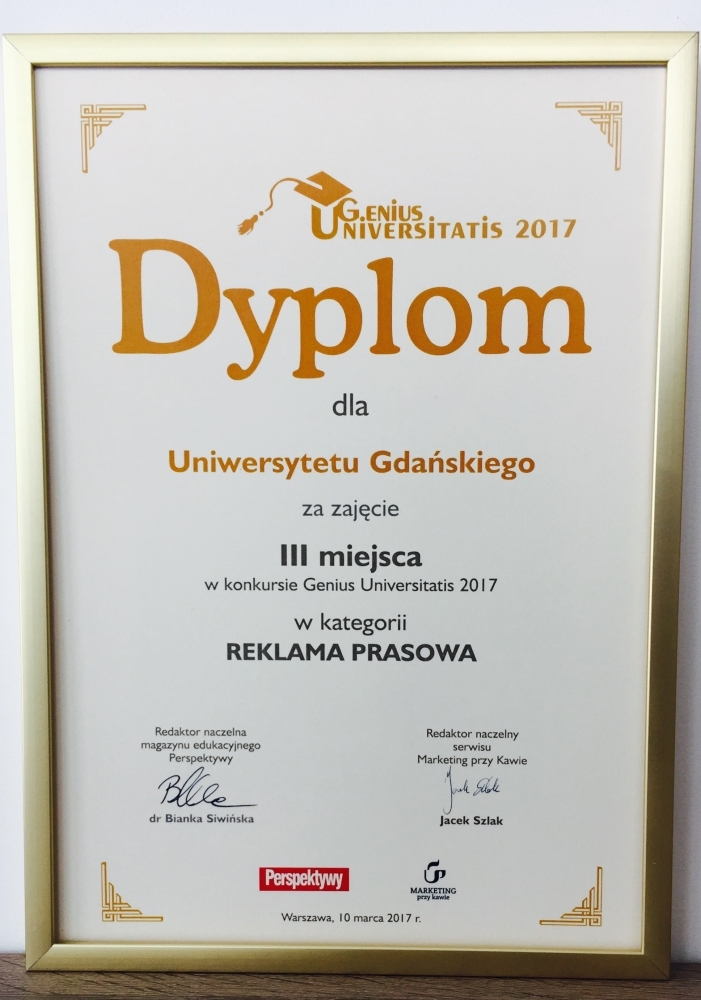 G.ENIUS
UNIVERSITATIS 2017
Dyplom
dla
Uniwersytetu Gdańskiego
za zajęcie
III miejsca
w konkursie Genius Universitatis 2017
w kategorii
REKLAMA PRASOWA
Redaktor naczelna
magazynu edukacyjnego
Perspektywy
dr Bianka Siwińska
Redaktor naczelny
serwisu
Marketing przy Kawie
Jacek Szlak
Jacek Szlak
Perspektywy
MARKETING
przy kawie
Warszawa, 10 marca 2017 r.